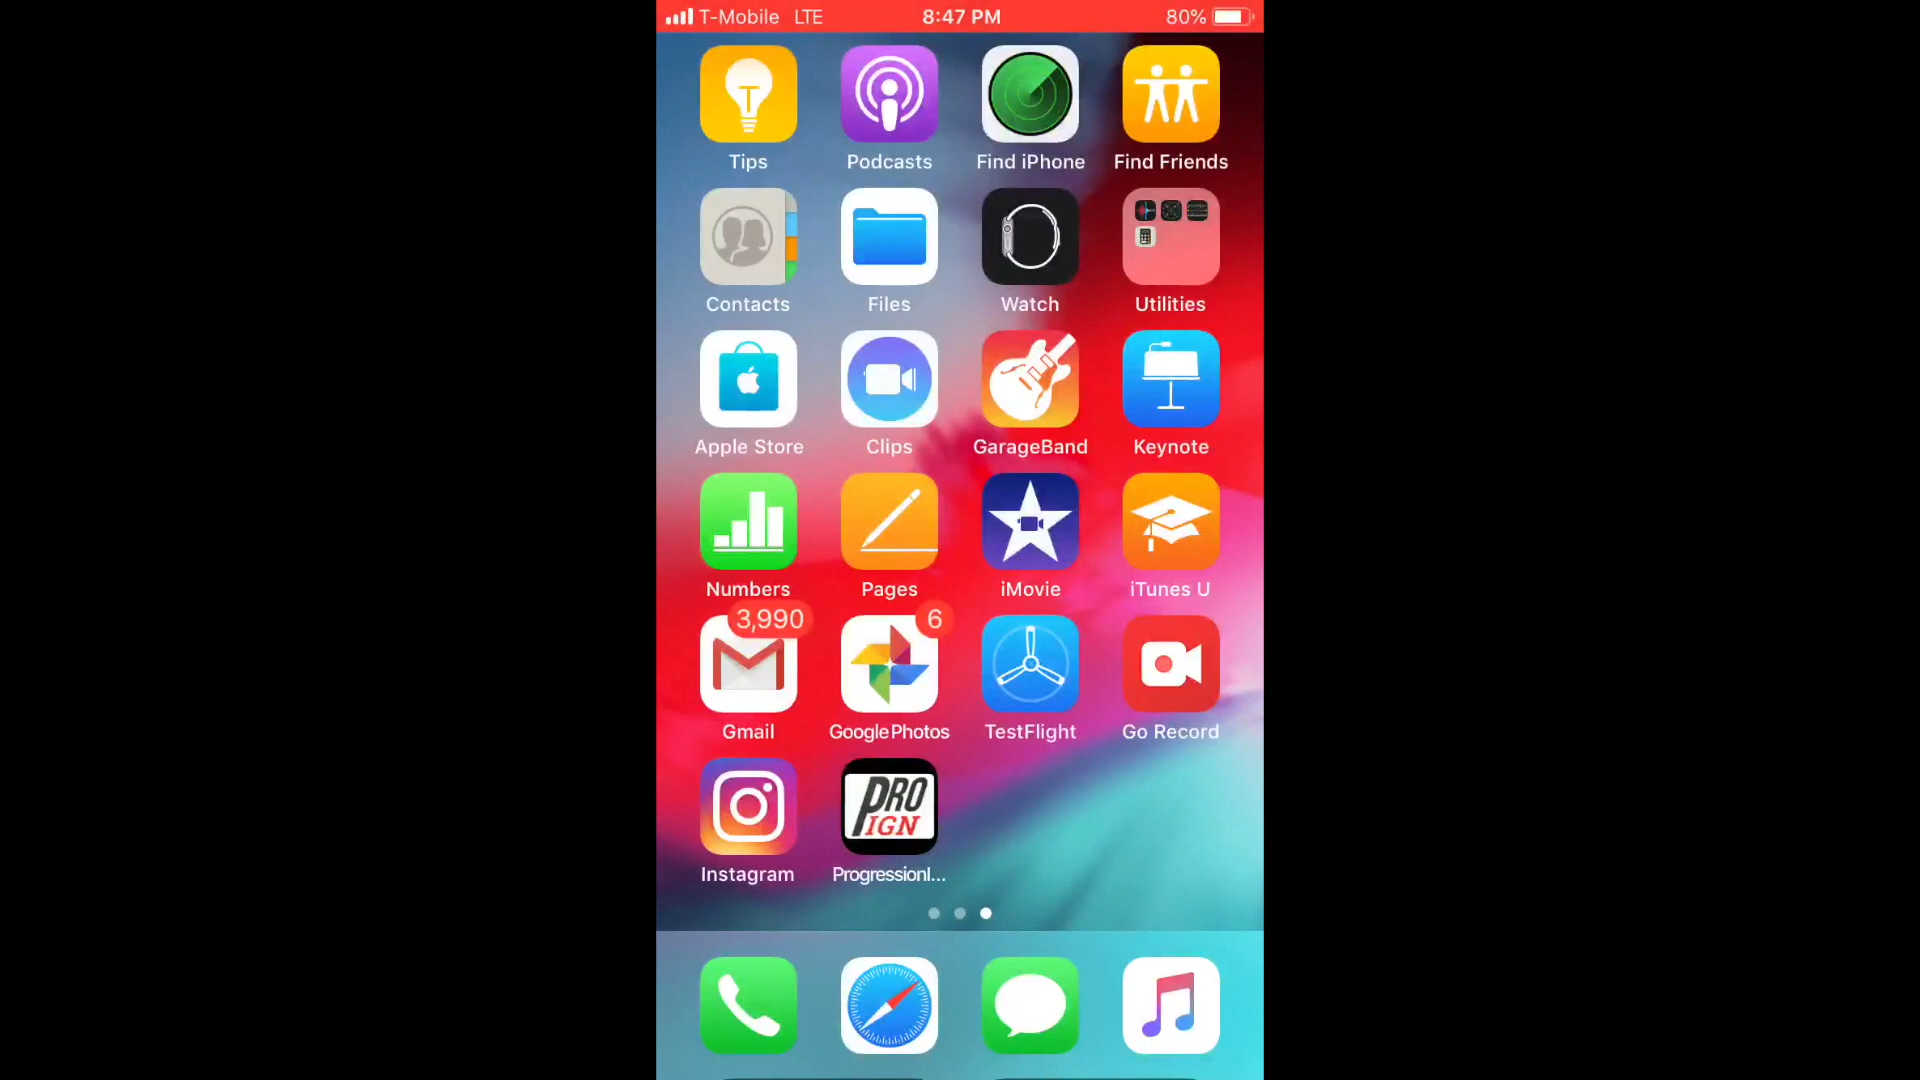 T-Mobile LTE 8:47 PM 80%
Tips Podcasts Find iPhone Find Friends
Contacts Files Watch Utilities
Apple Store Clips GarageBand Keynote
Numbers Pages iMovie iTunes U
3,990 6
Gmail Google Photos TestFlight Go Record
PRO
IGN
Instagram ProgressionI...